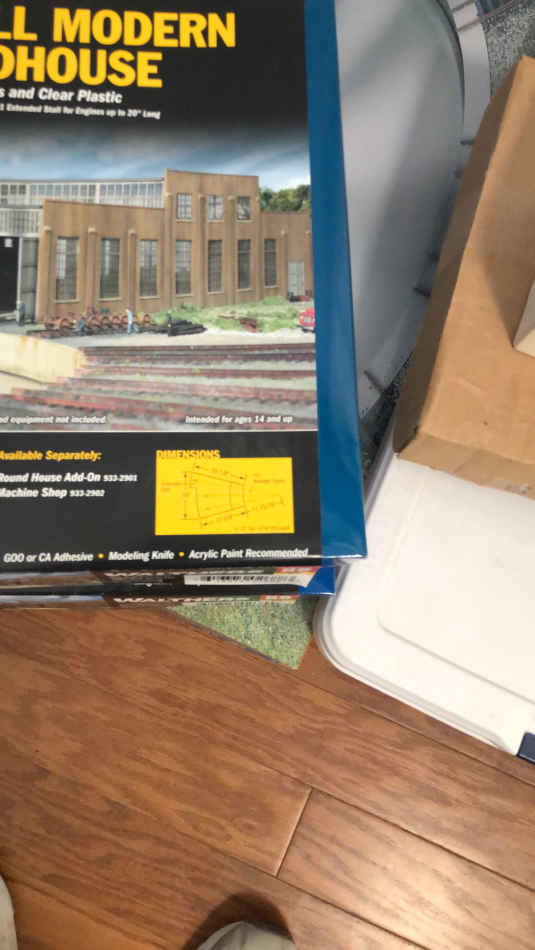 LL MODERN
DHOUSE
s and Clear Plastic
1 Extended Stall for Engines up to 20" Long
ed equipment not included.
Intended for ages 14 and up
Available Separately:
Round House Add-On 933-2901
Machine Shop 933-2902
DIMENSIONS
GOO or CA Adhesive • Modeling Knife • Acrylic Paint Recommended